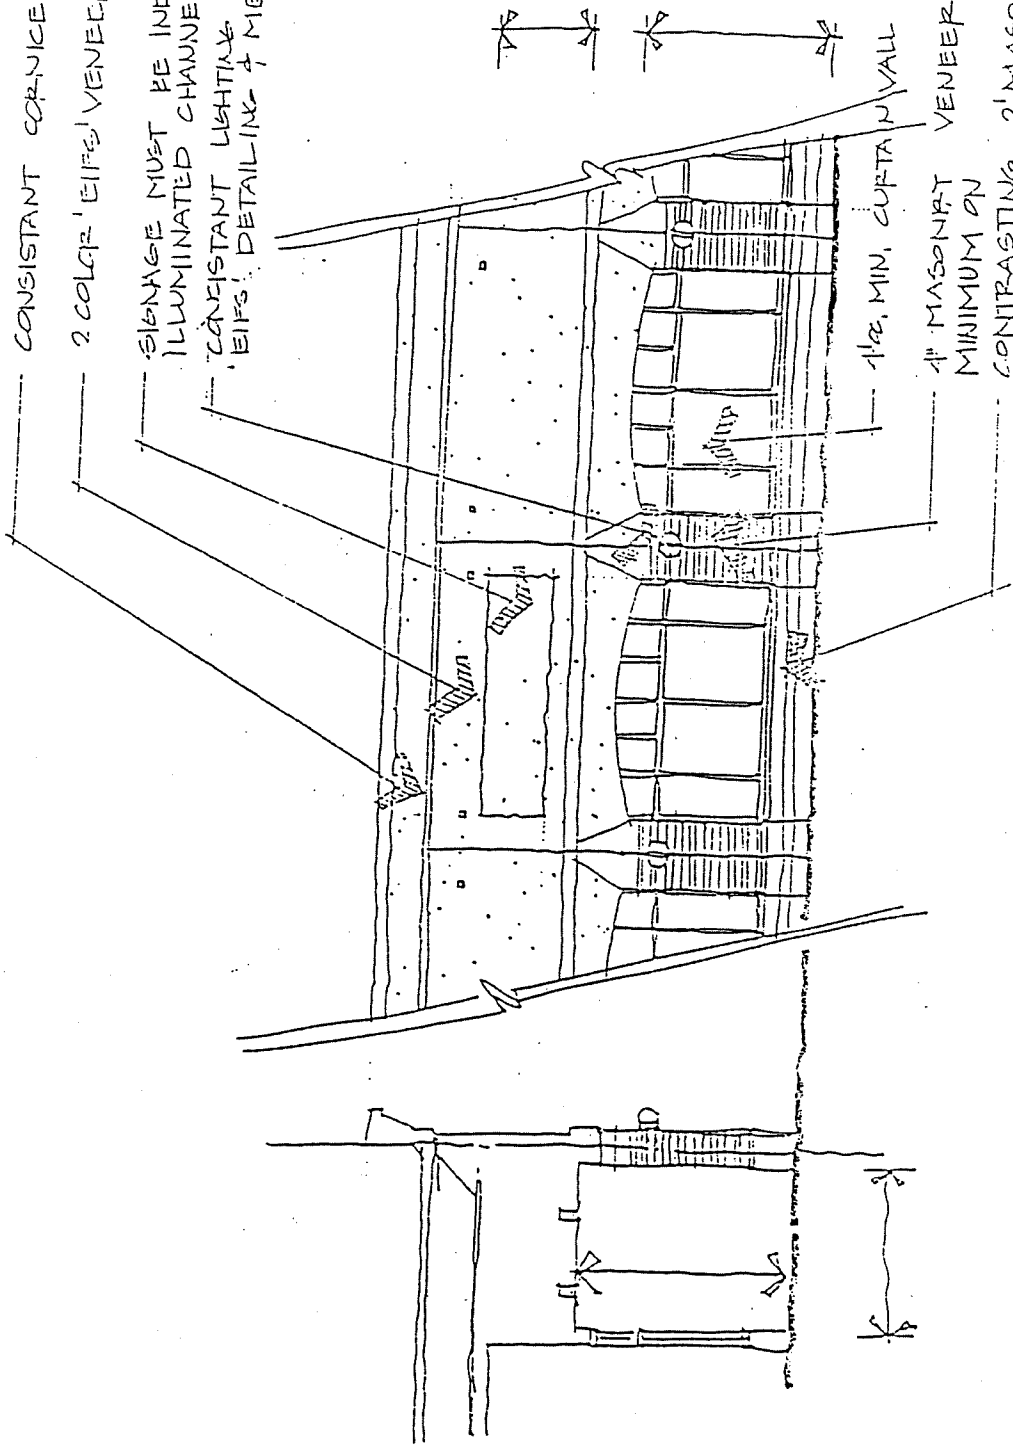 CONSISTANT CORNICE
2 COLOR 'EIFS' VENEER
SIGNAGE MUST BE
ILLUMINATED
CONSISTANT LIGHTING
'EIFS' DETAILING &
MIN. CURTAIN WALL
4" MASONRY VENEER
MINIMUM ON
CONTRASTING